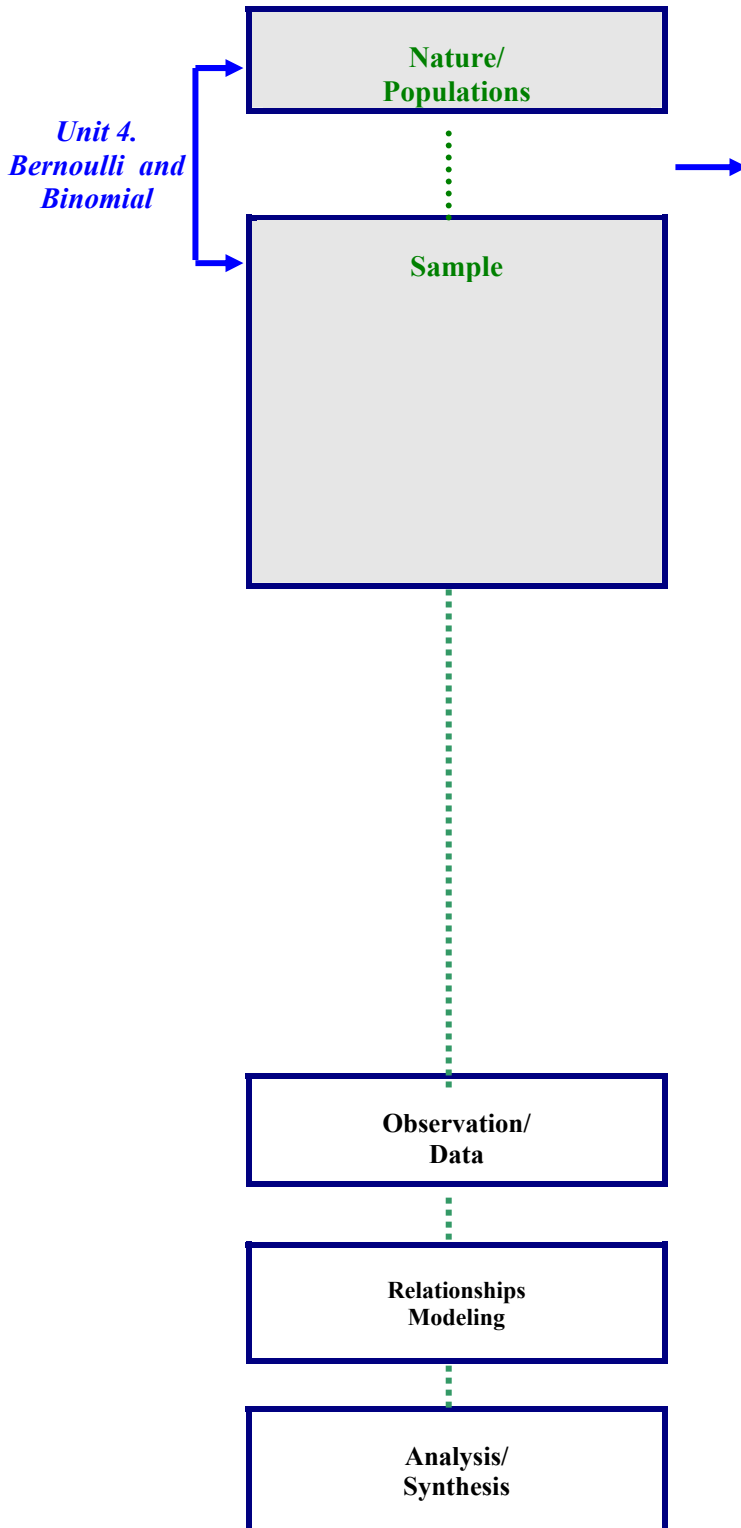 Nature/
Populations
Unit 4.
Bernoulli and
Binomial
Sample
Observation/
Data
Relationships
Modeling
Analysis/
Synthesis